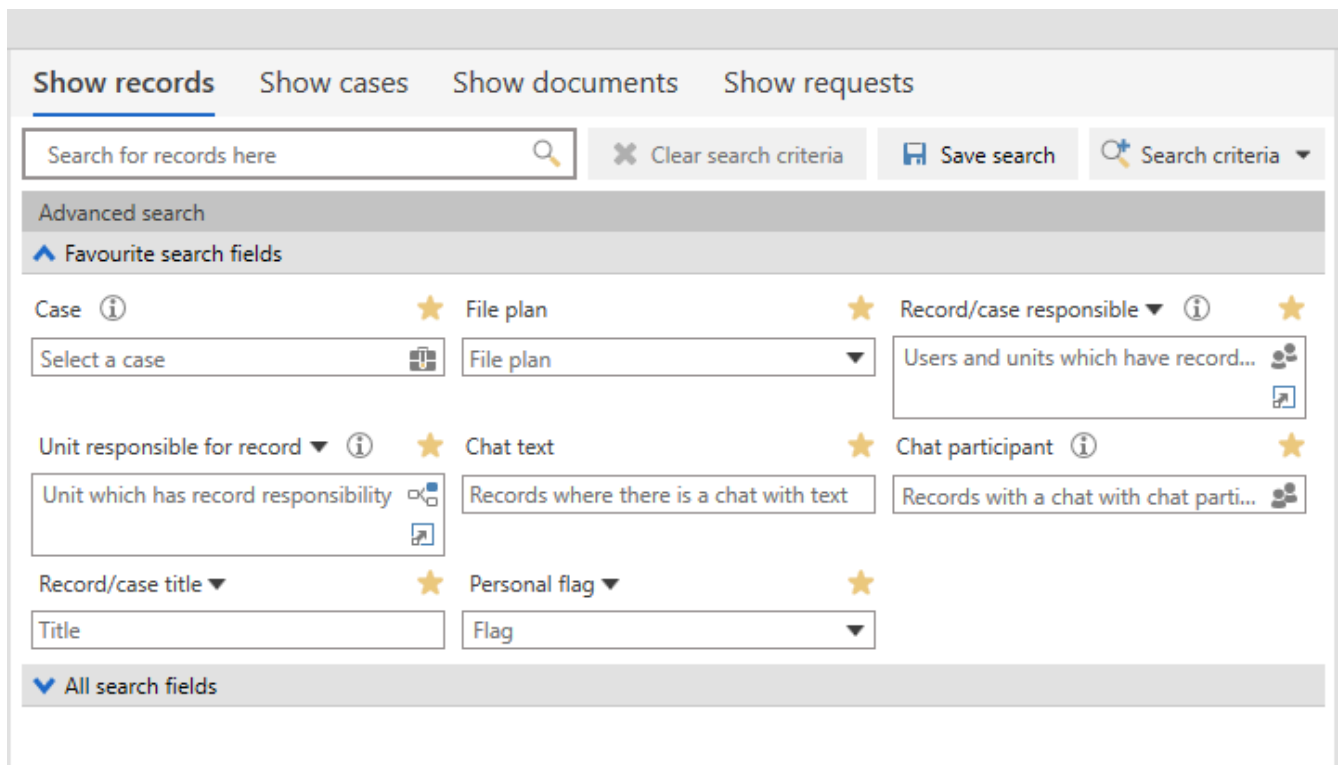 Show records Show cases Show documents Show requests
Search for records here Clear search criteria Save search Search criteria
Advanced search
Favourite search fields
Case File plan Record/case responsible
Select a case File plan Users and units which have record...
Unit responsible for record Chat text Chat participant
Unit which has record responsibility Records where there is a chat with text Records with a chat with chat parti...
Record/case title Personal flag
Title Flag
All search fields